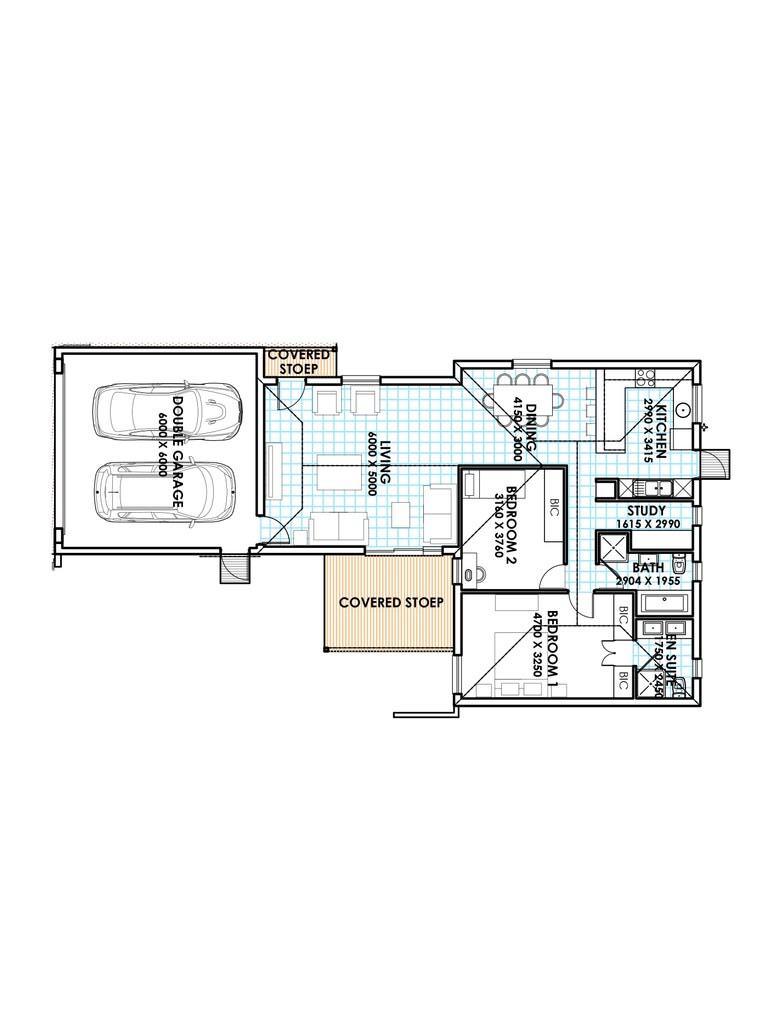 COVERED
STOEP
DOUBLE GARAGE
6000 X 6000
LIVING
6000 X 5000
DINING
4150 X 3000
KITCHEN
2990 X 3415
BEDROOM 2
3160 X 3760
BIC
STUDY
1615 X 2990
BATH
2904 X 1955
COVERED STOEP
BEDROOM 1
4700 X 3250
BIC
BIC
EN SUITE
1750 X 2450